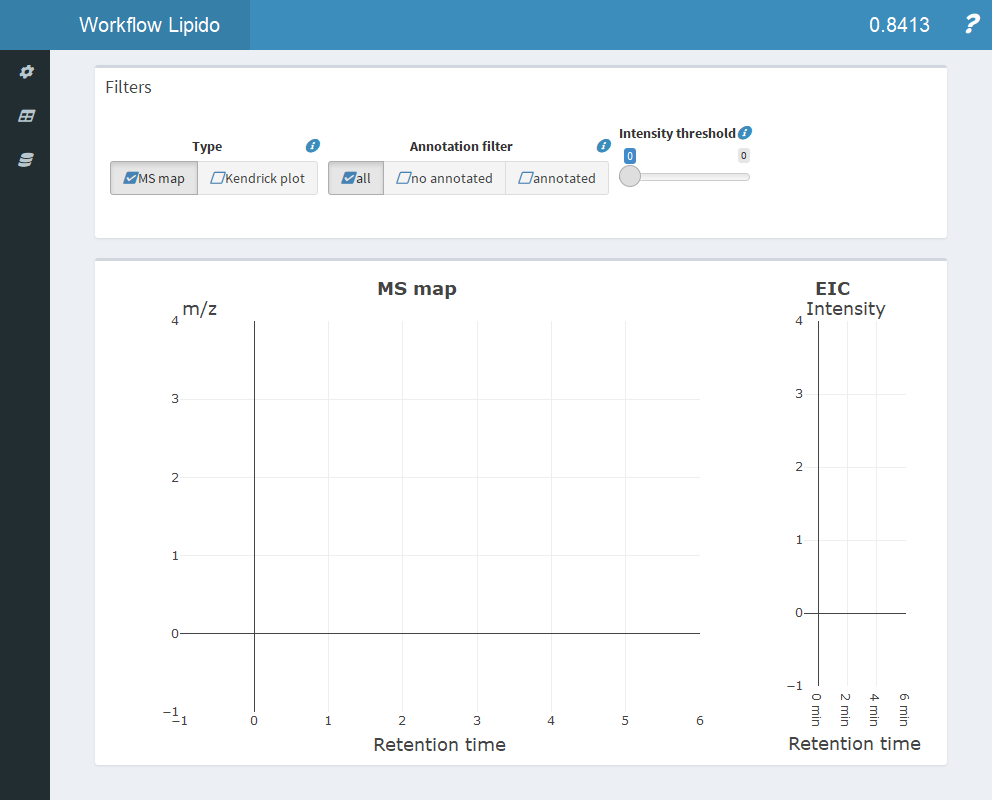 Workflow Lipido
0.8413
?
Filters
Type
Annotation filter
Intensity threshold
0
0
MS map
Kendrick plot
all
no annotated
annotated
MS map
m/z
4
3
2
1
0
−1
−1
0
1
2
3
4
5
6
Retention time
EIC
Intensity
4
3
2
1
0
−1
0 min
2 min
4 min
6 min
Retention time